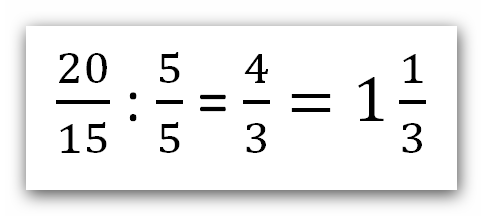 20/15 : 5/5 = 4/3 = 1 1/3